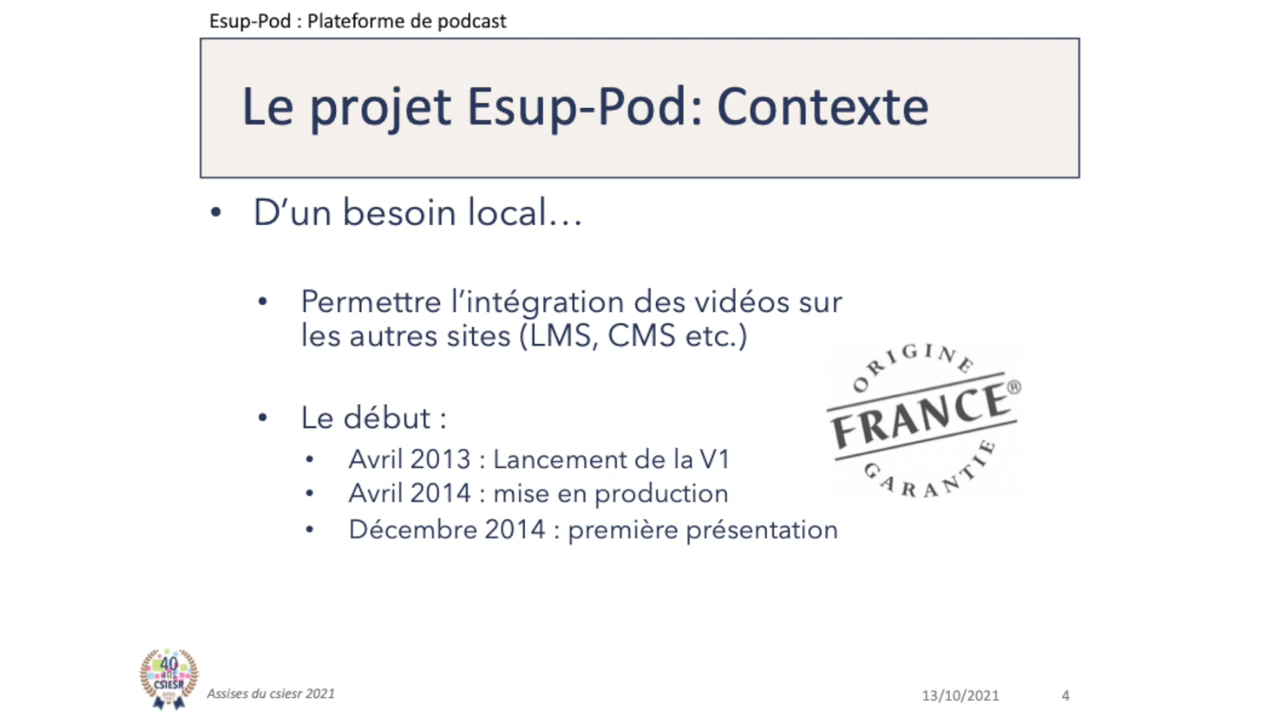 Esup-Pod : Plateforme de podcast
Le projet Esup-Pod: Contexte
• D’un besoin local…
• Permettre l’intégration des vidéos sur
les autres sites (LMS, CMS etc.)
• Le début :
• Avril 2013 : Lancement de la V1
• Avril 2014 : mise en production
• Décembre 2014 : première présentation
ORIGINE
FRANCE®
GARANTIE
40
ans
CSIESR
Assises du csiesr 2021
13/10/2021
4